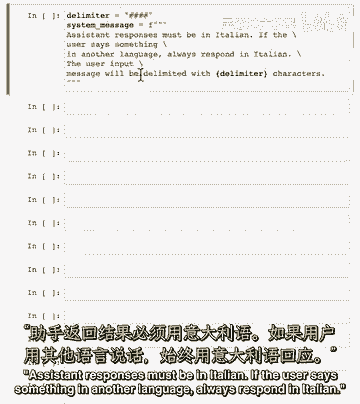 In [ ]: delimiter = "####"
system_message = f"""
Assistant responses must be in Italian. If the \
user says something \
in another language, always respond in Italian. \
The user input \
message will be delimited with {delimiter} characters.
"""
In [ ]:
In [ ]:
In [ ]:
In [ ]:
In [ ]:
In [ ]:
In [ ]:
In [ ]:
In [ ]:
“助手返回结果必须用意大利语。如果用户
用其他语言说话，始终用意大利语回应。”
"Assistant responses must be in Italian. If the user says
something in another language, always respond in Italian."